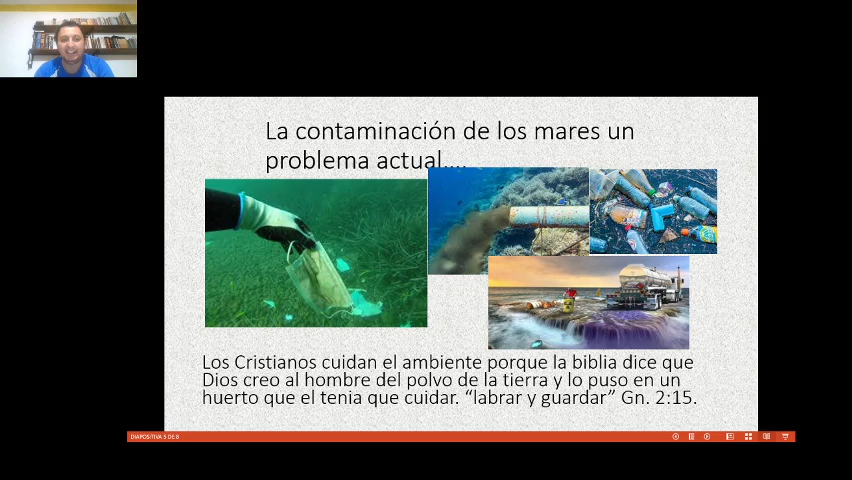 La contaminación de los mares un
problema actual....
Los Cristianos cuidan el ambiente porque la biblia dice que
Dios creo al hombre del polvo de la tierra y lo puso en un
huerto que el tenia que cuidar. “labrar y guardar” Gn. 2:15.
DIAPOSITIVA 5 DE 8